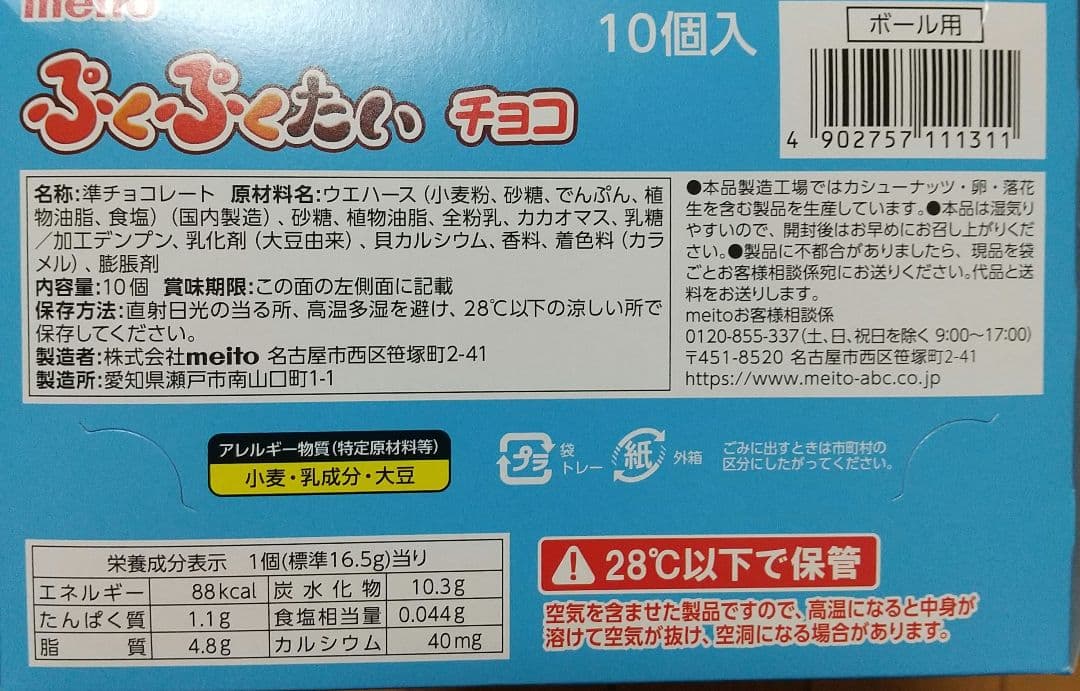 meito
10個入
ボール用
ぷくぷくたい チョコ
4 902757 111311
名称:準チョコレート 原材料名:ウエハース(小麦粉、砂糖、でんぷん、植
物油脂、食塩)(国内製造)、砂糖、植物油脂、全粉乳、カカオマス、乳糖
/加工デンプン、乳化剤(大豆由来)、貝カルシウム、香料、着色料(カラ
メル)、膨脹剤
内容量:10個 賞味期限:この面の左側面に記載
保存方法:直射日光の当る所、高温多湿を避け、28℃以下の涼しい所で
保存してください。
製造者:株式会社meito 名古屋市西区笹塚町2-41
製造所:愛知県瀬戸市南山口町1-1
●本品製造工場ではカシューナッツ・卵・落花
生を含む製品を生産しています。●本品は湿気り
やすいので、開封後はお早めにお召し上がりくだ
さい。●製品に不都合がありましたら、現品を袋
ごとお客様相談係宛にお送りください。代品と送
料をお送りします。
meitoお客様相談係
0120-855-337(土、日、祝日を除く 9:00〜17:00)
〒451-8520 名古屋市西区笹塚町2-41
https://www.meito-abc.co.jp
アレルギー物質(特定原材料等)
小麦・乳成分・大豆
プラ 袋
トレー
紙 外箱
ごみに出すときは市町村の
区分にしたがってください。
栄養成分表示 1個(標準16.5g)当り
エネルギー 88kcal 炭水化物 10.3g
たんぱく質 1.1g 食塩相当量 0.044g
脂質 4.8g カルシウム 40mg
28℃以下で保管
空気を含ませた製品ですので、高温になると中身が
溶けて空気が抜け、空洞になる場合があります。